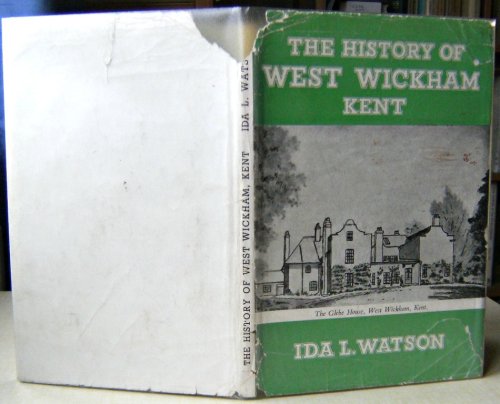 THE HISTORY OF
WEST WICKHAM
KENT
The Glebe House, West Wickham, Kent.
IDA L. WATSON
THE HISTORY OF WEST WICKHAM, KENT IDA L. WATS